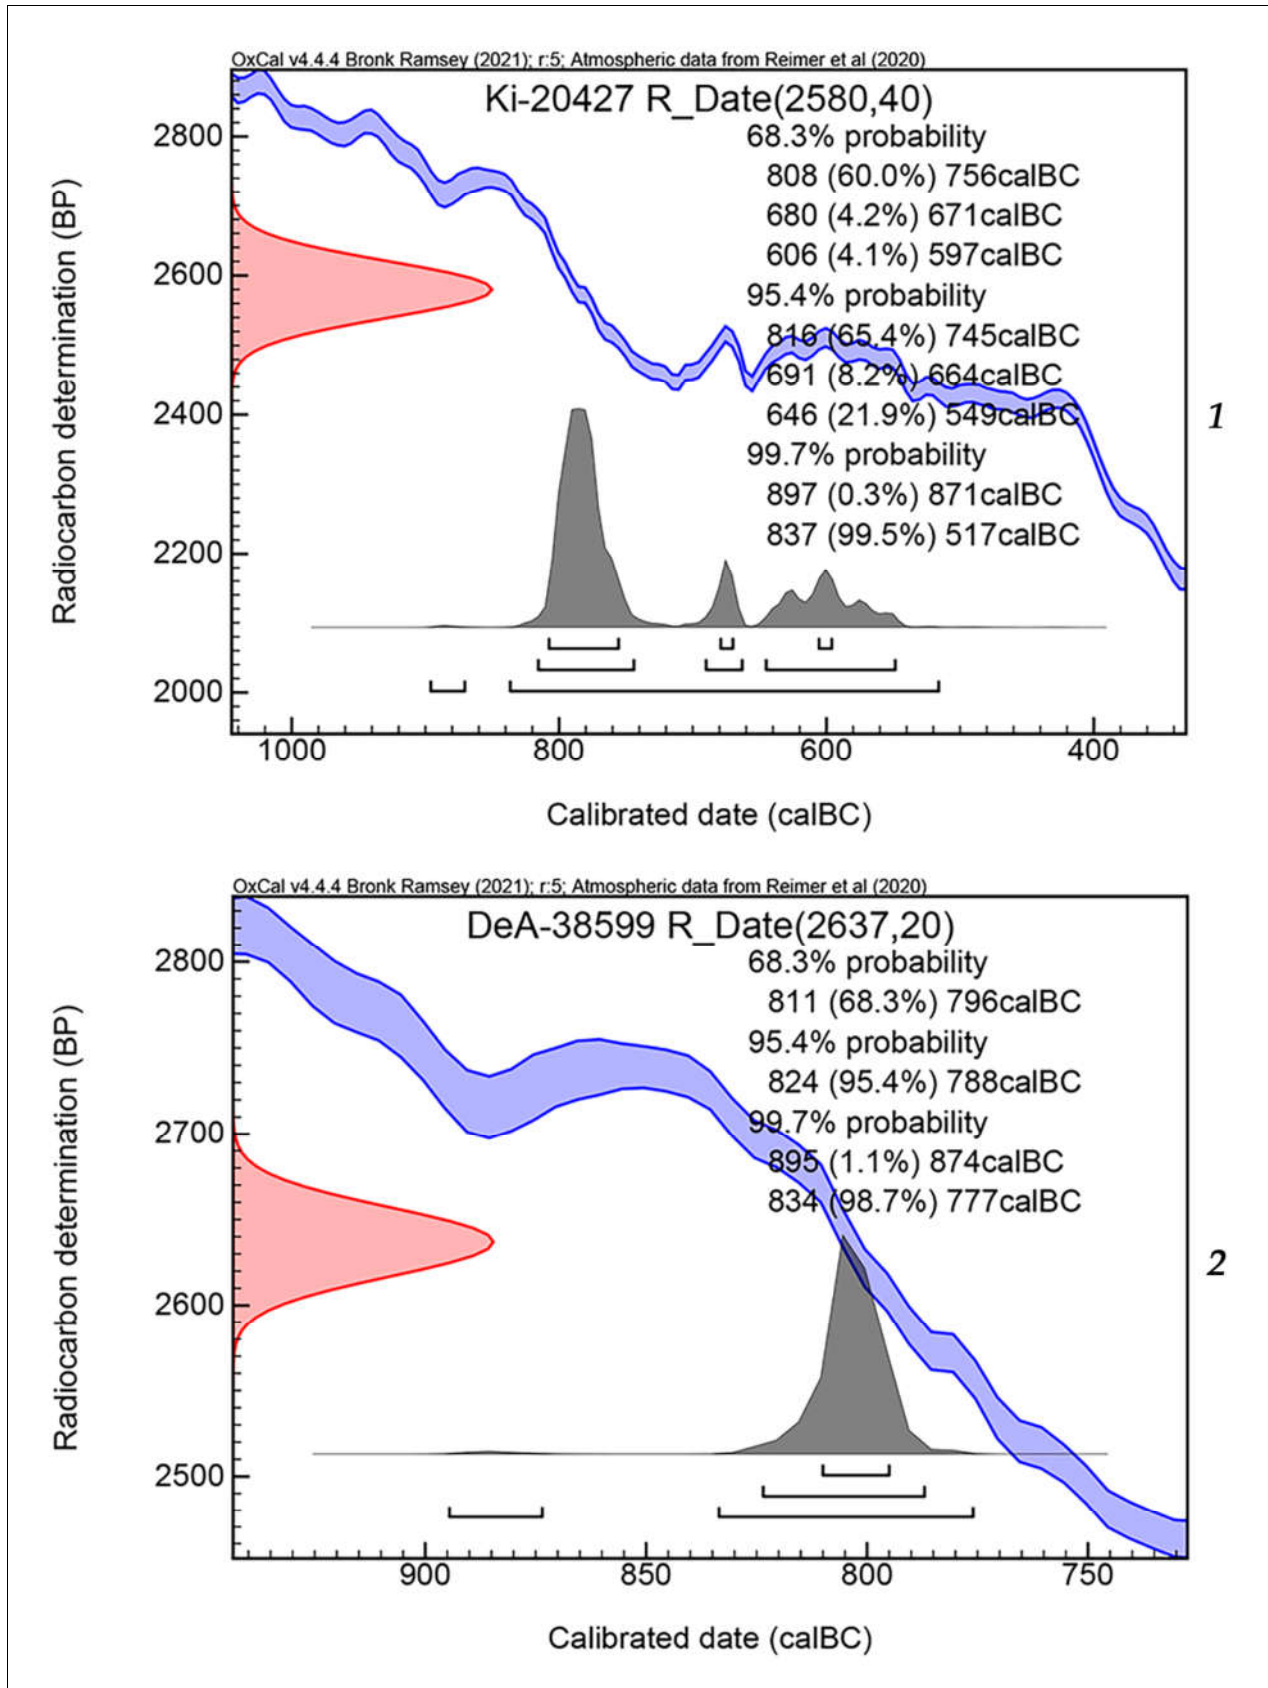 OxCal v4.4.4 Bronk Ramsey (2021); r:5; Atmospheric data from Reimer et al (2020)
Ki-20427 R_Date(2580,40)
68.3% probability
808 (60.0%) 756calBC
680 (4.2%) 671calBC
606 (4.1%) 597calBC
95.4% probability
816 (65.4%) 745calBC
691 (8.2%) 664calBC
646 (21.9%) 549calBC
99.7% probability
897 (0.3%) 871calBC
837 (99.5%) 517calBC
Radiocarbon determination (BP)
2800
2600
2400
2200
2000
1000 800 600 400
Calibrated date (calBC)
1
OxCal v4.4.4 Bronk Ramsey (2021); r:5; Atmospheric data from Reimer et al (2020)
DeA-38599 R_Date(2637,20)
68.3% probability
811 (68.3%) 796calBC
95.4% probability
824 (95.4%) 788calBC
99.7% probability
895 (1.1%) 874calBC
834 (98.7%) 777calBC
Radiocarbon determination (BP)
2800
2700
2600
2500
900 850 800 750
Calibrated date (calBC)
2